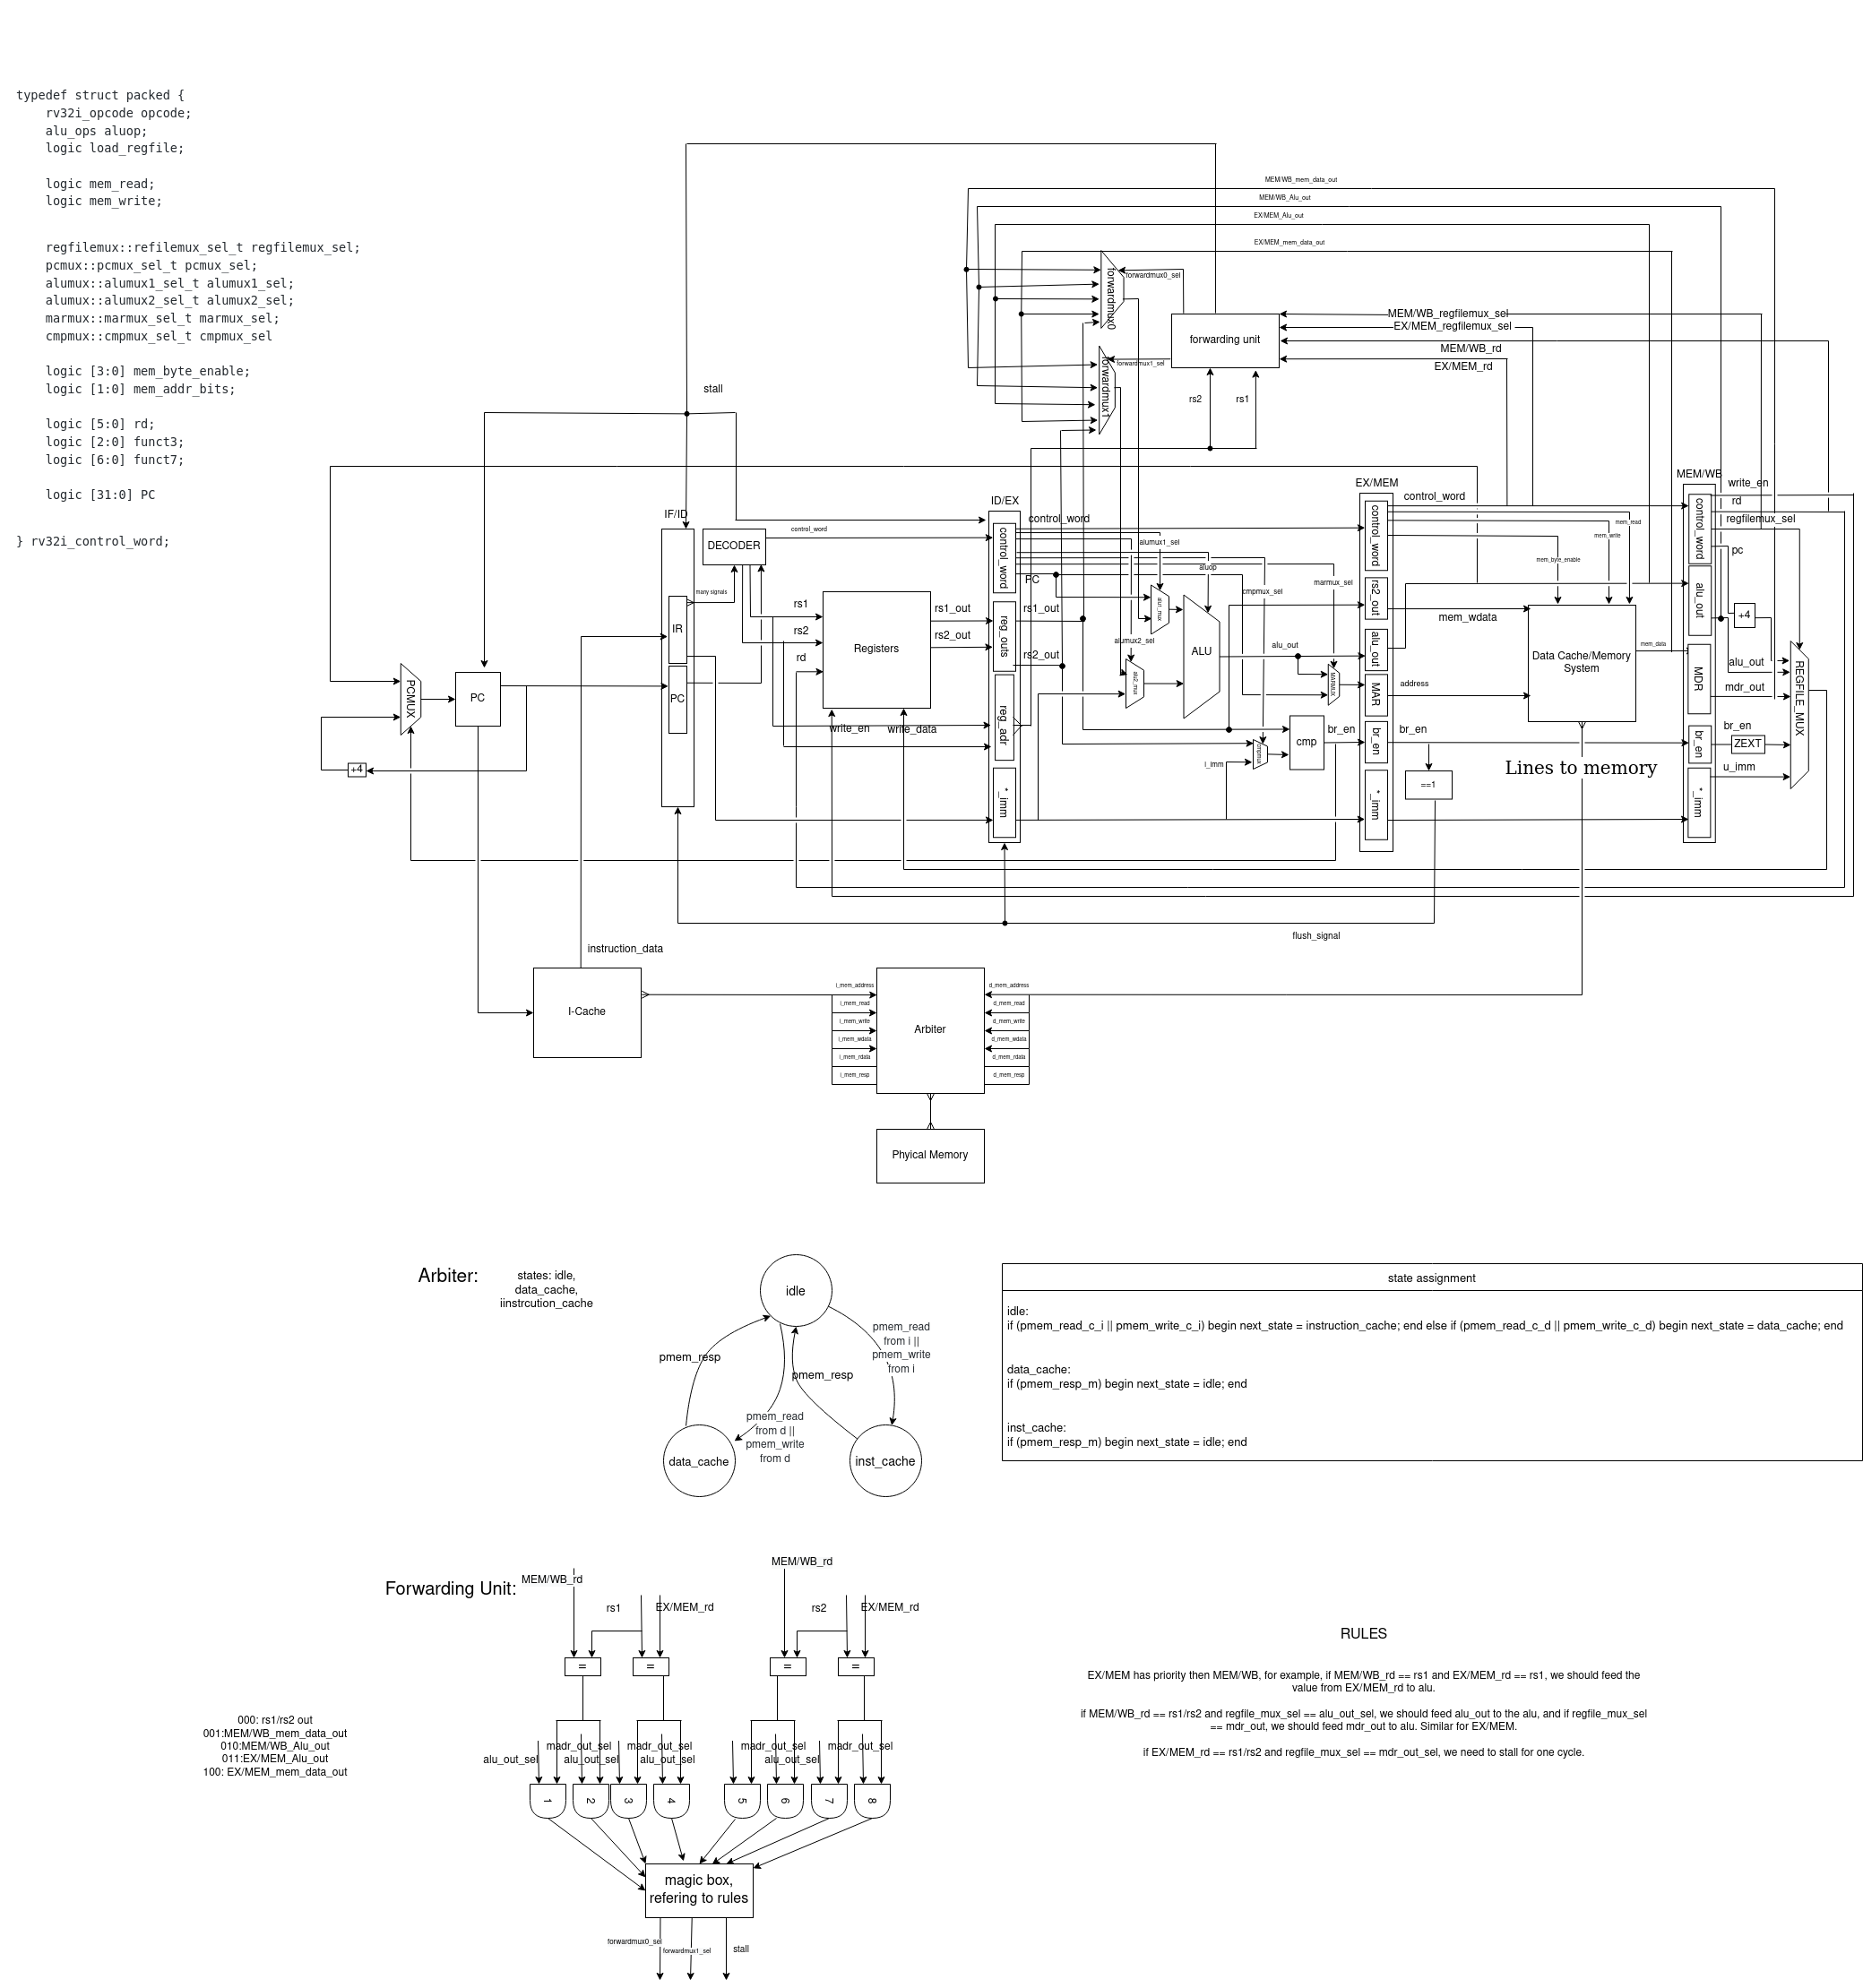 typedef struct packed {
rv32i_opcode opcode;
alu_ops aluop;
logic load_regfile;
logic mem_read;
logic mem_write;
regfilemux::refilemux_sel_t regfilemux_sel;
pcmux::pcmux_sel_t pcmux_sel;
alumux::alumux1_sel_t alumux1_sel;
alumux::alumux2_sel_t alumux2_sel;
marmux::marmux_sel_t marmux_sel;
cmpmux::cmpmux_sel_t cmpmux_sel
logic [3:0] mem_byte_enable;
logic [1:0] mem_addr_bits;
logic [5:0] rd;
logic [2:0] funct3;
logic [6:0] funct7;
logic [31:0] PC
} rv32i_control_word;
MEM/WB_mem_data_out
MEM/WB_Alu_out
EX/MEM_Alu_out
EX/MEM_mem_data_out
forwardmux0
forwardmux0_sel
forwarding unit
MEM/WB_regfilemux_sel
EX/MEM_regfilemux_sel
MEM/WB_rd
EX/MEM_rd
forwardmux1
forwardmux1_sel
rs2
rs1
stall
IF/ID
ID/EX
EX/MEM
MEM/WB
DECODER
control_word
many signals
IR
PC
PCMUX
PC
+4
rs1
rs2
rd
Registers
write_en
write_data
rs1_out
rs2_out
control_word
reg_outs
reg_adr
*_imm
control_word
PC
rs1_out
rs2_out
alumux1_sel
aluop
cmpmux_sel
marmux_sel
alumux2_sel
alu1_mux
alu2_mux
ALU
alu_out
MARMUX
cmpmux
i_imm
cmp
br_en
control_word
rs2_out
alu_out
MAR
br_en
*_imm
control_word
mem_read
mem_write
mem_byte_enable
mem_wdata
address
br_en
==1
Data Cache/Memory
System
mem_data
Lines to memory
control_word
alu_out
MDR
br_en
*_imm
write_en
rd
regfilemux_sel
pc
+4
alu_out
mdr_out
br_en
ZEXT
u_imm
REGFILE_MUX
flush_signal
instruction_data
I-Cache
i_mem_address
i_mem_read
i_mem_write
i_mem_wdata
i_mem_rdata
i_mem_resp
Arbiter
d_mem_address
d_mem_read
d_mem_write
d_mem_wdata
d_mem_rdata
d_mem_resp
Phyical Memory
Arbiter:
states: idle,
data_cache,
iinstrcution_cache
idle
pmem_resp
pmem_resp
pmem_read
from i ||
pmem_write
from i
pmem_read
from d ||
pmem_write
from d
data_cache
inst_cache
state assignment
idle:
if (pmem_read_c_i || pmem_write_c_i) begin next_state = instruction_cache; end else if (pmem_read_c_d || pmem_write_c_d) begin next_state = data_cache; end
data_cache:
if (pmem_resp_m) begin next_state = idle; end
inst_cache:
if (pmem_resp_m) begin next_state = idle; end
Forwarding Unit:
MEM/WB_rd
rs1
EX/MEM_rd
MEM/WB_rd
rs2
EX/MEM_rd
=
=
=
=
alu_out_sel
madr_out_sel
alu_out_sel
madr_out_sel
alu_out_sel
madr_out_sel
alu_out_sel
madr_out_sel
1
2
3
4
5
6
7
8
000: rs1/rs2 out
001:MEM/WB_mem_data_out
010:MEM/WB_Alu_out
011:EX/MEM_Alu_out
100: EX/MEM_mem_data_out
magic box,
refering to rules
forwardmux0_sel
forwardmux1_sel
stall
RULES
EX/MEM has priority then MEM/WB, for example, if MEM/WB_rd == rs1 and EX/MEM_rd == rs1, we should feed the
value from EX/MEM_rd to alu.
if MEM/WB_rd == rs1/rs2 and regfile_mux_sel == alu_out_sel, we should feed alu_out to the alu, and if regfile_mux_sel
== mdr_out, we should feed mdr_out to alu. Similar for EX/MEM.
if EX/MEM_rd == rs1/rs2 and regfile_mux_sel == mdr_out_sel, we need to stall for one cycle.